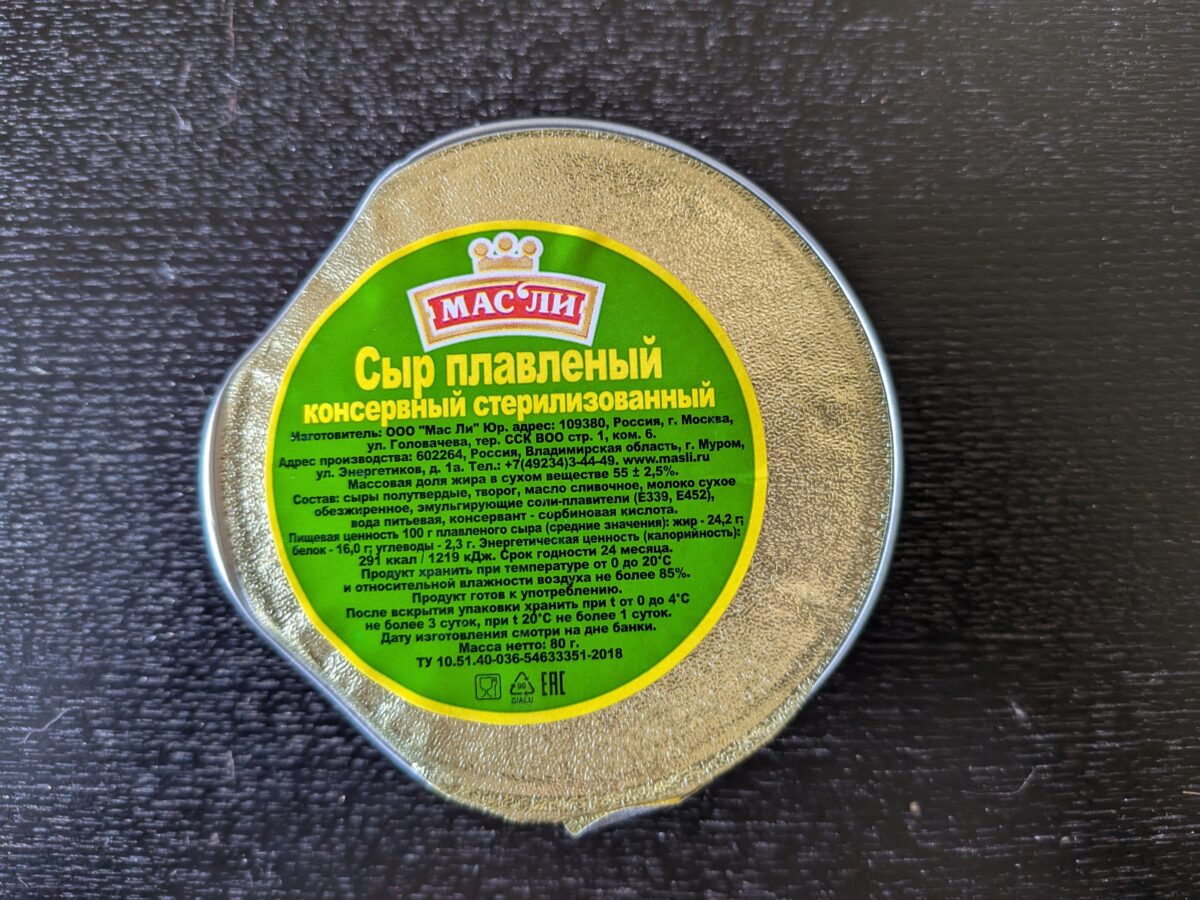 МАС'ЛИ
Сыр плавленый
консервный стерилизованный
Изготовитель: ООО "Мас Ли" Юр. адрес: 109380, Россия, г. Москва,
ул. Головачева, тер. ССК ВОО стр. 1, ком. 6.
Адрес производства: 602264, Россия, Владимирская область, г. Муром,
ул. Энергетиков, д. 1а. Тел.: +7(49234)3-44-49. www.masli.ru
Массовая доля жира в сухом веществе 55 ± 2,5%.
Состав: сыры полутвердые, творог, масло сливочное, молоко сухое
обезжиренное, эмульгирующие соли-плавители (Е339, Е452),
вода питьевая, консервант - сорбиновая кислота.
Пищевая ценность 100 г плавленого сыра (средние значения): жир - 24,2 г;
белок - 16,0 г; углеводы - 2,3 г. Энергетическая ценность (калорийность):
291 ккал / 1219 кДж. Срок годности 24 месяца.
Продукт хранить при температуре от 0 до 20°С
и относительной влажности воздуха не более 85%.
Продукт готов к употреблению.
После вскрытия упаковки хранить при t от 0 до 4°С
не более 3 суток, при t 20°С не более 1 суток.
Дату изготовления смотри на дне банки.
Масса нетто: 80 г.
ТУ 10.51.40-036-54633351-2018
90 EAC
C/ALU